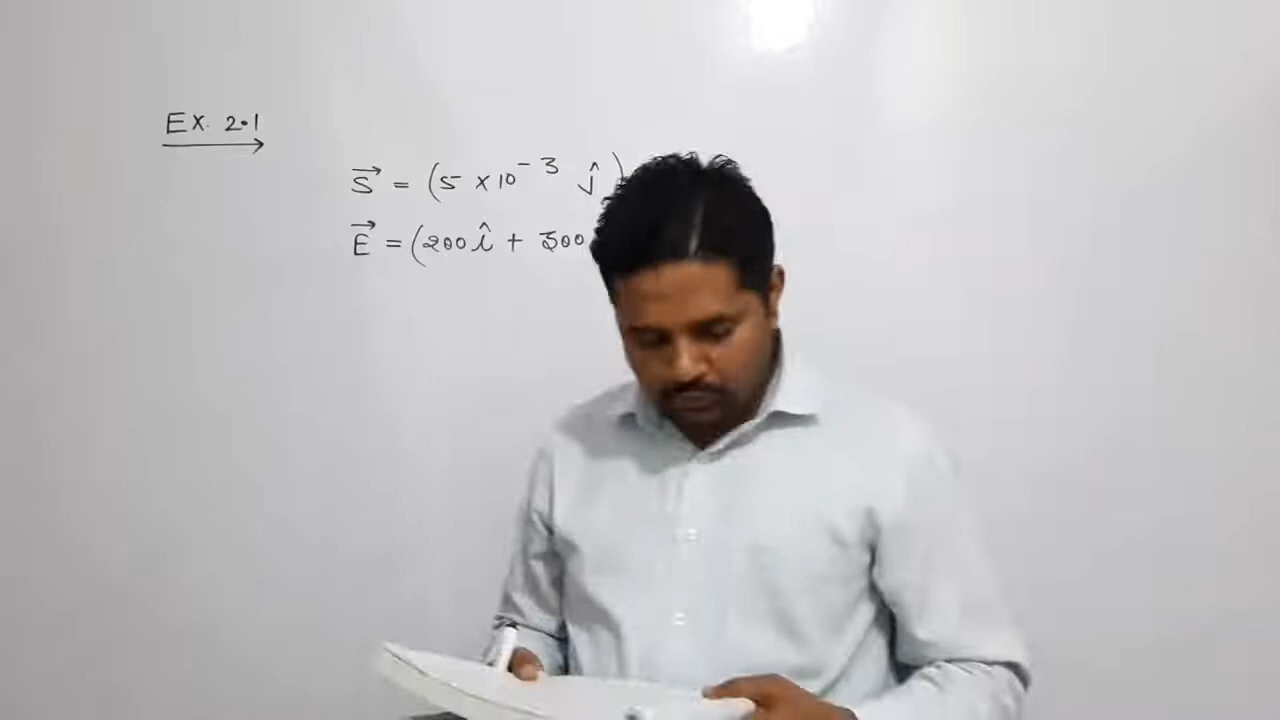 Ex. 2.1
S⃗ = (5 × 10⁻³ ĵ)
E⃗ = (200 î + 300